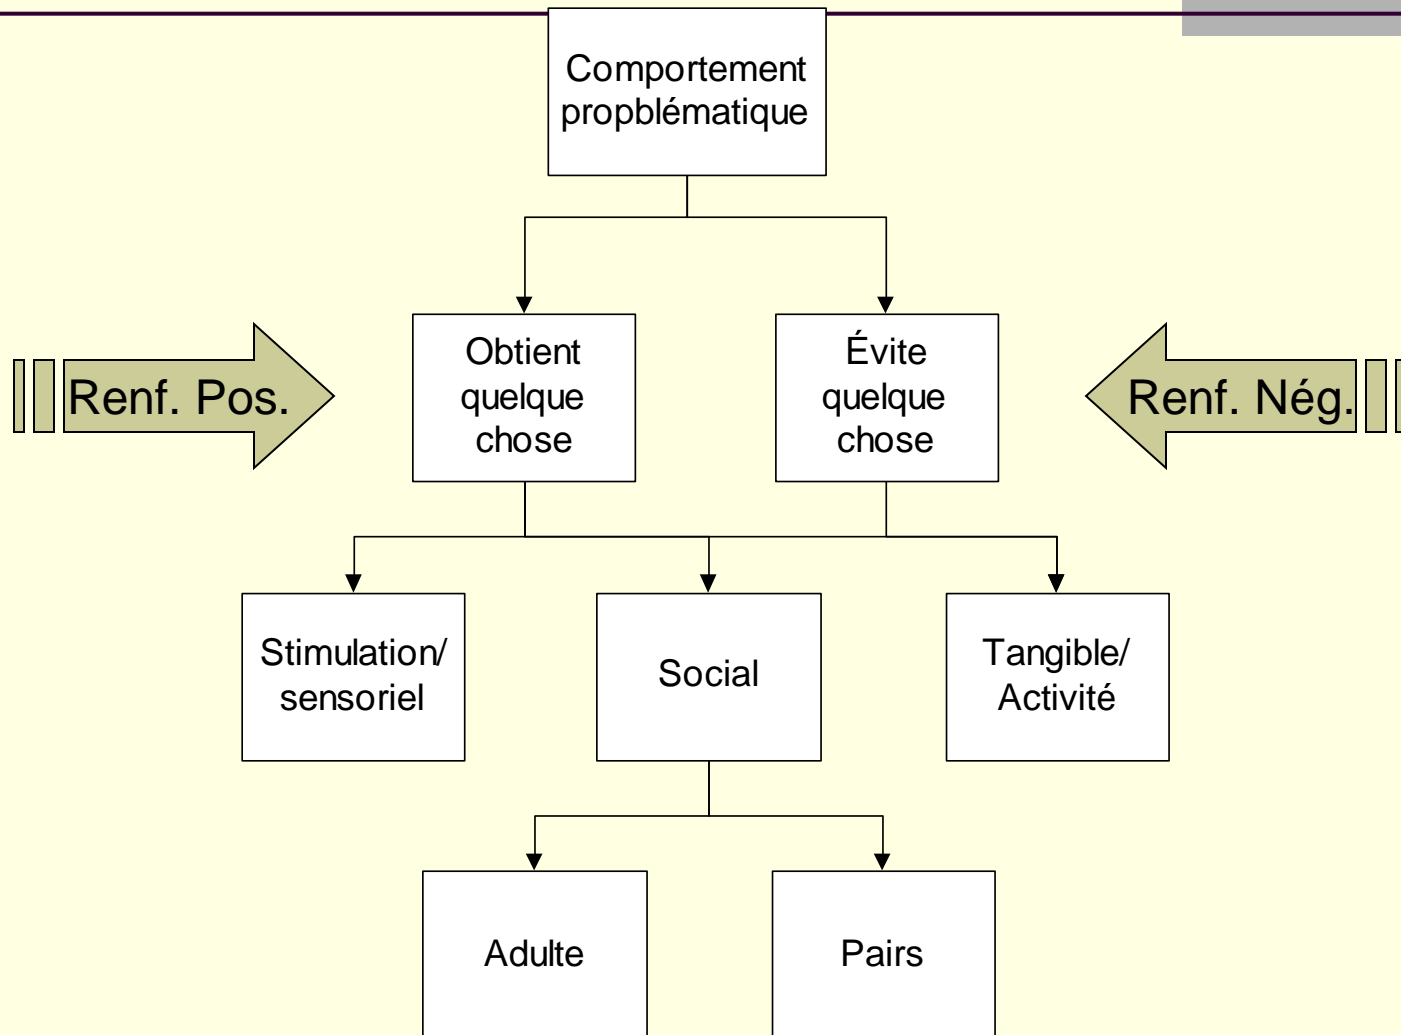 Comportement
propblématique
Obtient
quelque
chose
Évite
quelque
chose
Renf. Pos.
Renf. Nég.
Stimulation/
sensoriel
Social
Tangible/
Activité
Adulte
Pairs